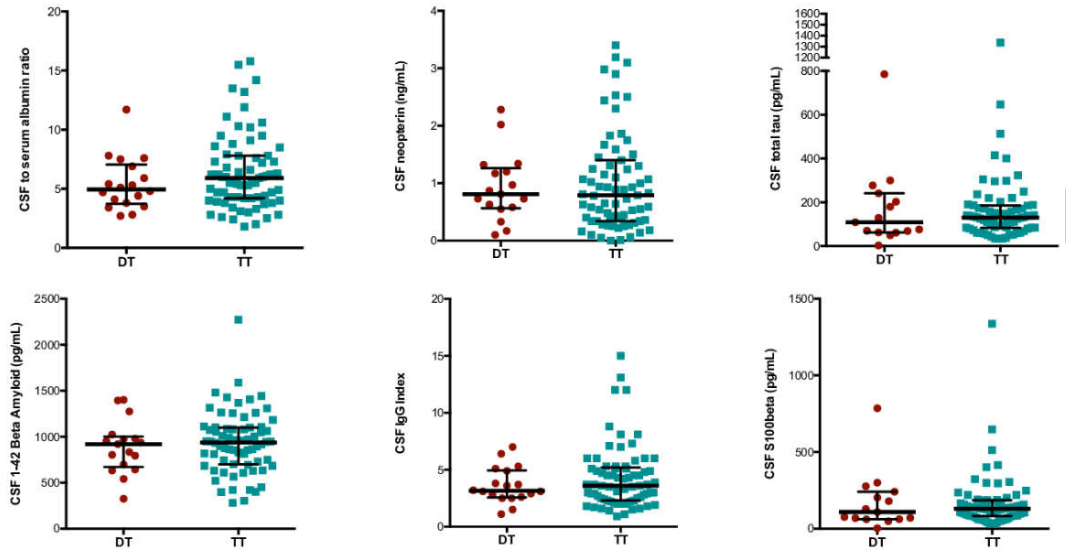 CSF to serum albumin ratio
20
15
10
5
0
DT TT
CSF neopterin (ng/mL)
4
3
2
1
0
DT TT
CSF total tau (pg/mL)
1600
1500
1400
1300
1200
800
600
400
200
0
DT TT
CSF 1-42 Beta Amyloid (pg/mL)
2500
2000
1500
1000
500
0
DT TT
CSF IgG Index
20
15
10
5
0
DT TT
CSF S100beta (pg/mL)
1500
1000
500
0
DT TT